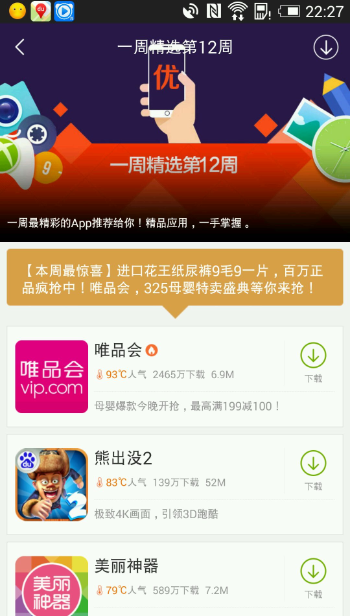 22:27
一周精选第12周
优
9
一周精选第12周
一周最精彩的App推荐给你！精品应用，一手掌握。
【本周最惊喜】进口花王纸尿裤9毛9一片，百万正
品疯抢中！唯品会，325母婴特卖盛典等你来抢！
唯品会
vip.com
唯品会
93℃人气 2465万下载 6.9M
下载
母婴爆款今晚开抢，最高满199减100！
熊出没2
2
83℃人气 139万下载 52M
下载
极致4K画面，引领3D跑酷
美丽
神器
美丽神器
79℃人气 589万下载 7.2M
下载